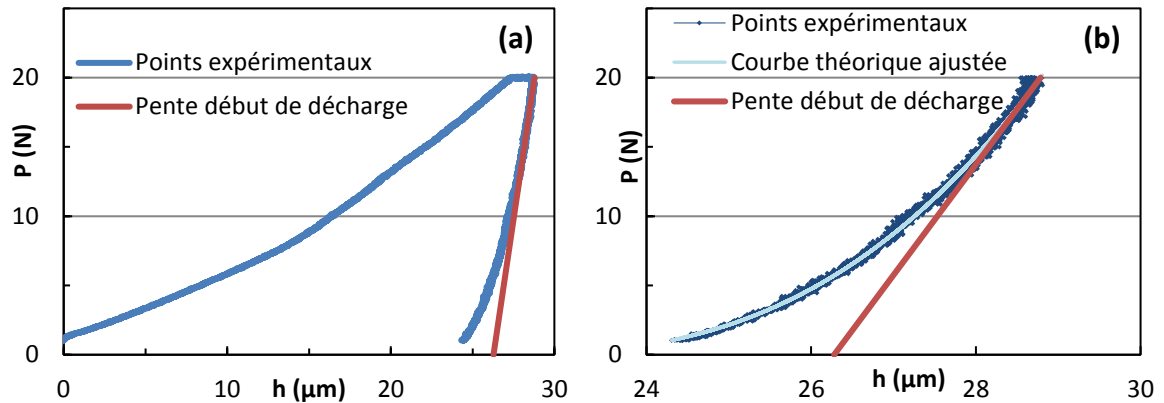 (a)
Points expérimentaux
Pente début de décharge
P (N)
20
10
0
0
10
20
30
h (µm)
(b)
Points expérimentaux
Courbe théorique ajustée
Pente début de décharge
P (N)
20
10
0
24
26
28
30
h (µm)